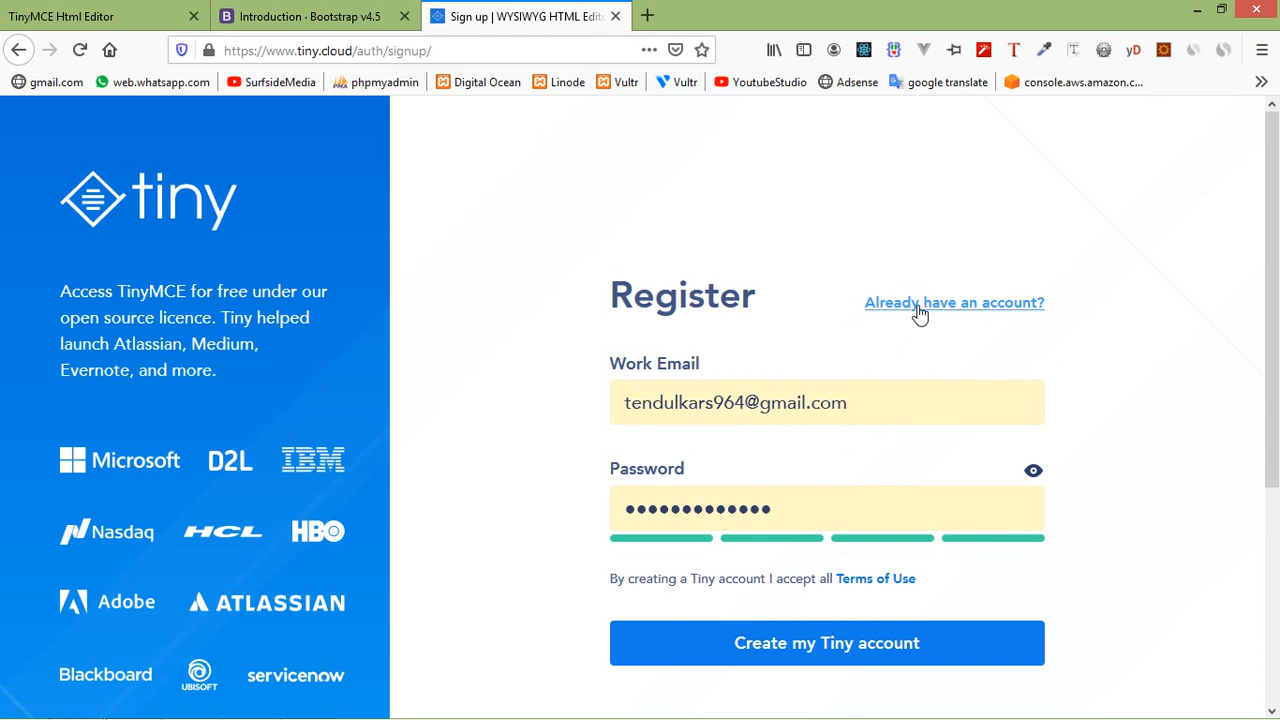 TinyMCE Html Editor
Introduction · Bootstrap v4.5
Sign up | WYSIWYG HTML Edito
https://www.tiny.cloud/auth/signup/
gmail.com
web.whatsapp.com
SurfsideMedia
phpmyadmin
Digital Ocean
Linode
Vultr
Vultr
YoutubeStudio
Adsense
google translate
console.aws.amazon.c...
tiny
Access TinyMCE for free under our
open source licence. Tiny helped
launch Atlassian, Medium,
Evernote, and more.
Microsoft
D2L
IBM
Nasdaq
HCL
HBO
Adobe
ATLASSIAN
Blackboard
UBISOFT
servicenow
Register
Already have an account?
Work Email
tendulkars964@gmail.com
Password
•••••••••••••
By creating a Tiny account I accept all Terms of Use
Create my Tiny account